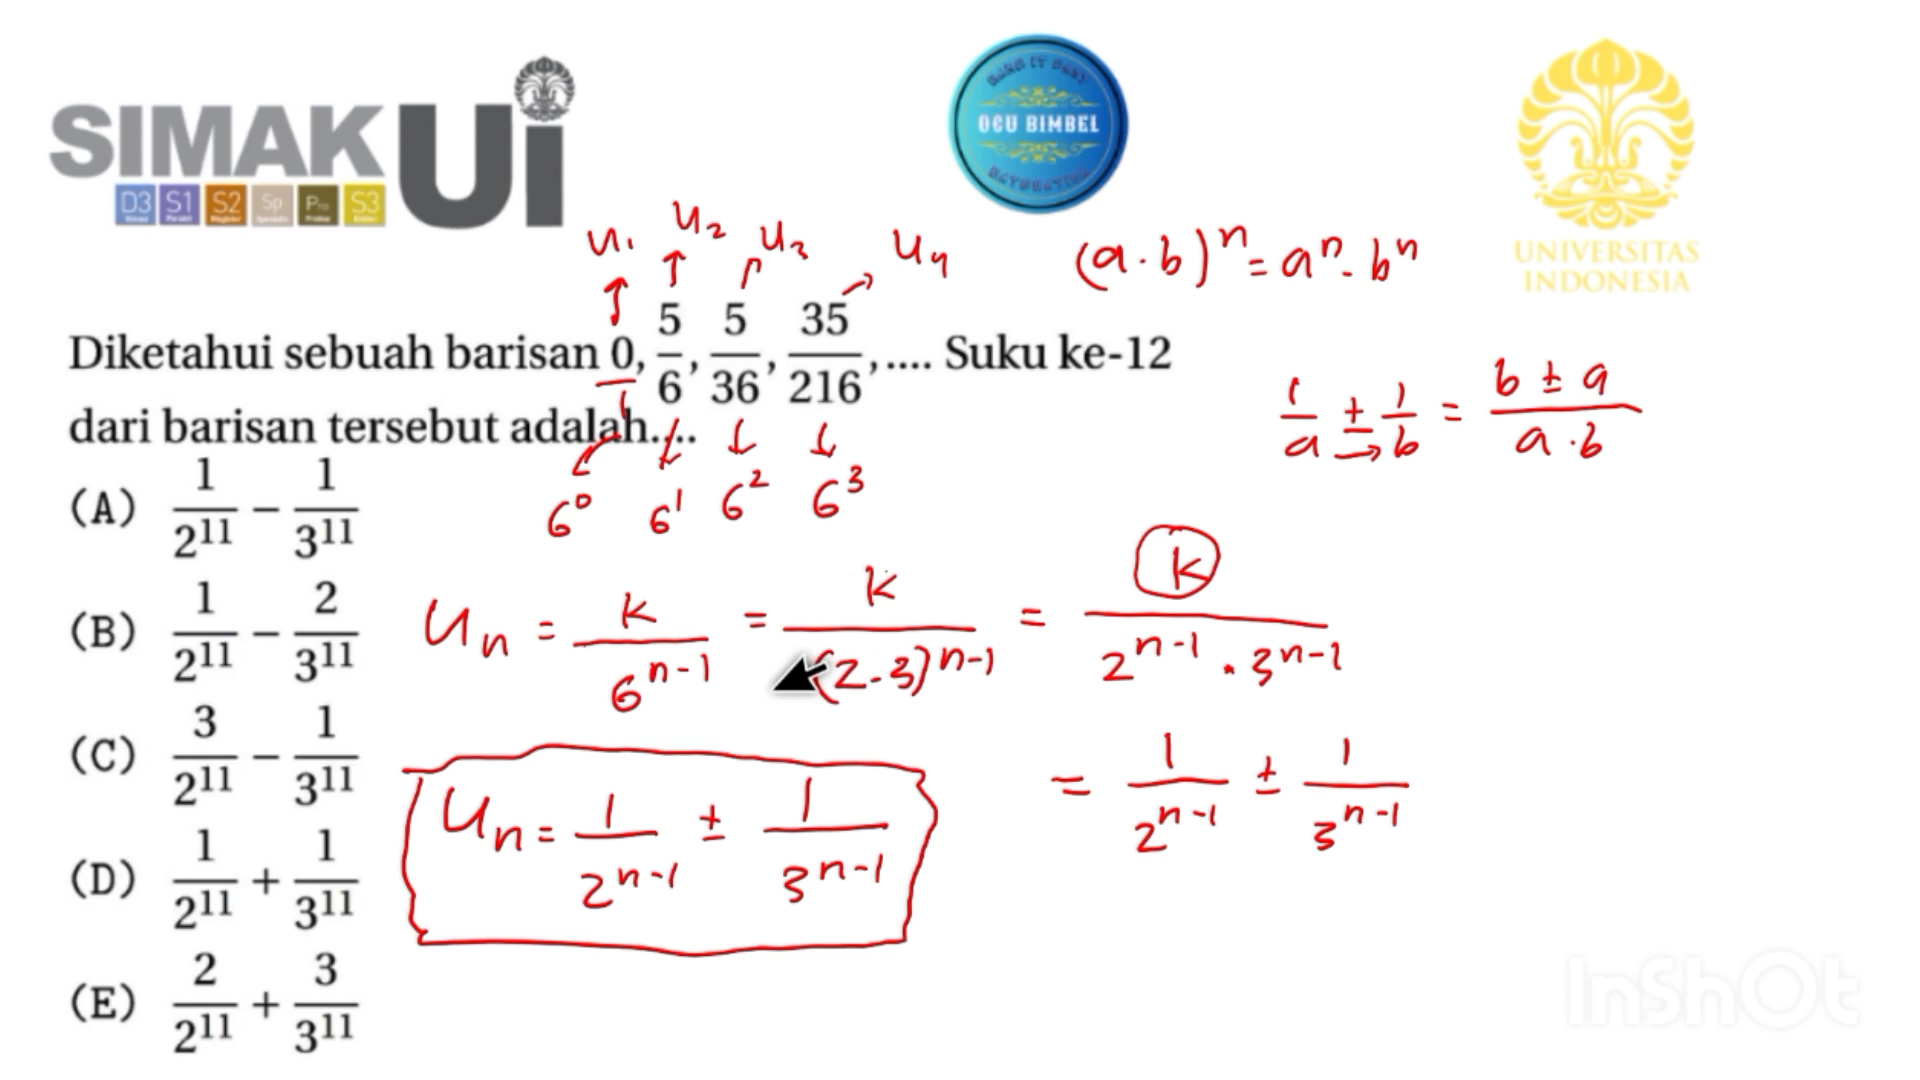 SIMAK UI
D3 S1 S2 Sp Pro S3
OCU BIMBEL
UNIVERSITAS
INDONESIA
u₁ u₂ u₃ u₄
(a · b)ⁿ = aⁿ · bⁿ
Diketahui sebuah barisan 0, 5/6, 5/36, 35/216, .... Suku ke-12
dari barisan tersebut adalah....
1/a ± 1/b = (b ± a)/(a · b)
6⁰ 6¹ 6² 6³
(A) 1/2¹¹ − 1/3¹¹
(B) 1/2¹¹ − 2/3¹¹
(C) 3/2¹¹ − 1/3¹¹
(D) 1/2¹¹ + 1/3¹¹
(E) 2/2¹¹ + 3/3¹¹
Uₙ = k/6ⁿ⁻¹ = k/(2·3)ⁿ⁻¹ = k/(2ⁿ⁻¹ · 3ⁿ⁻¹)
= 1/2ⁿ⁻¹ ± 1/3ⁿ⁻¹
Uₙ = 1/2ⁿ⁻¹ ± 1/3ⁿ⁻¹
InShOt